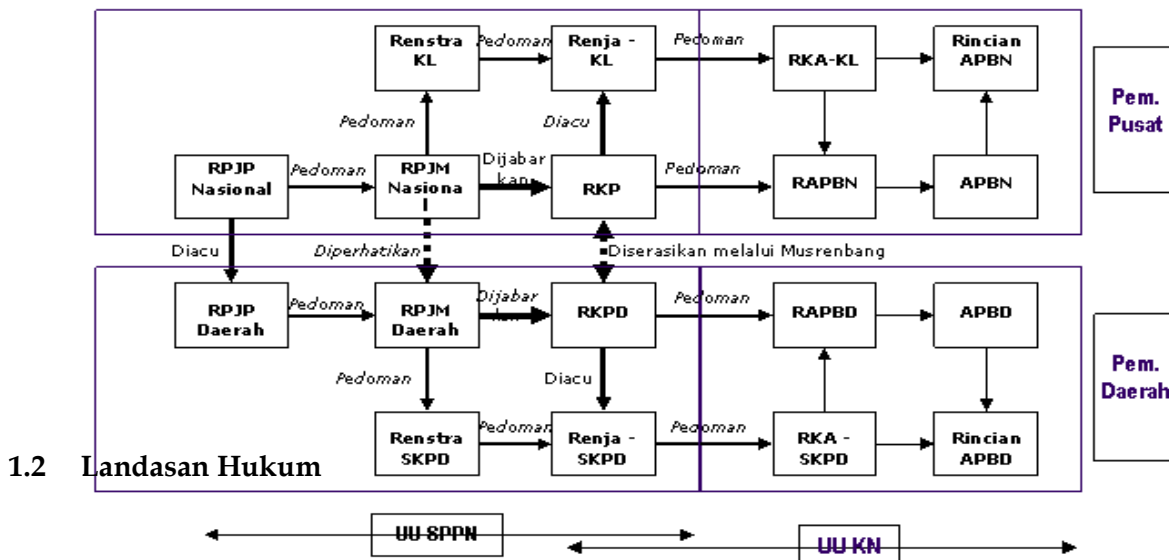 Renstra
KL
Pedoman
Renja -
KL
Pedoman
RKA-KL
Rincian
APBN
Pem.
Pusat
Pedoman
Diacu
RPJP
Nasional
Pedoman
RPJM
Nasiona
Dijabar
kan
RKP
Pedoman
RAPBN
APBN
Diacu
Diperhatikan
Diserasikan melalui Musrenbang
RPJP
Daerah
Pedoman
RPJM
Daerah
Dijabar
kan
RKPD
Pedoman
RAPBD
APBD
Pem.
Daerah
Pedoman
Diacu
Renstra
SKPD
Pedoman
Renja -
SKPD
Pedoman
RKA -
SKPD
Rincian
APBD
1.2 Landasan Hukum
UU SPPN
UU KN